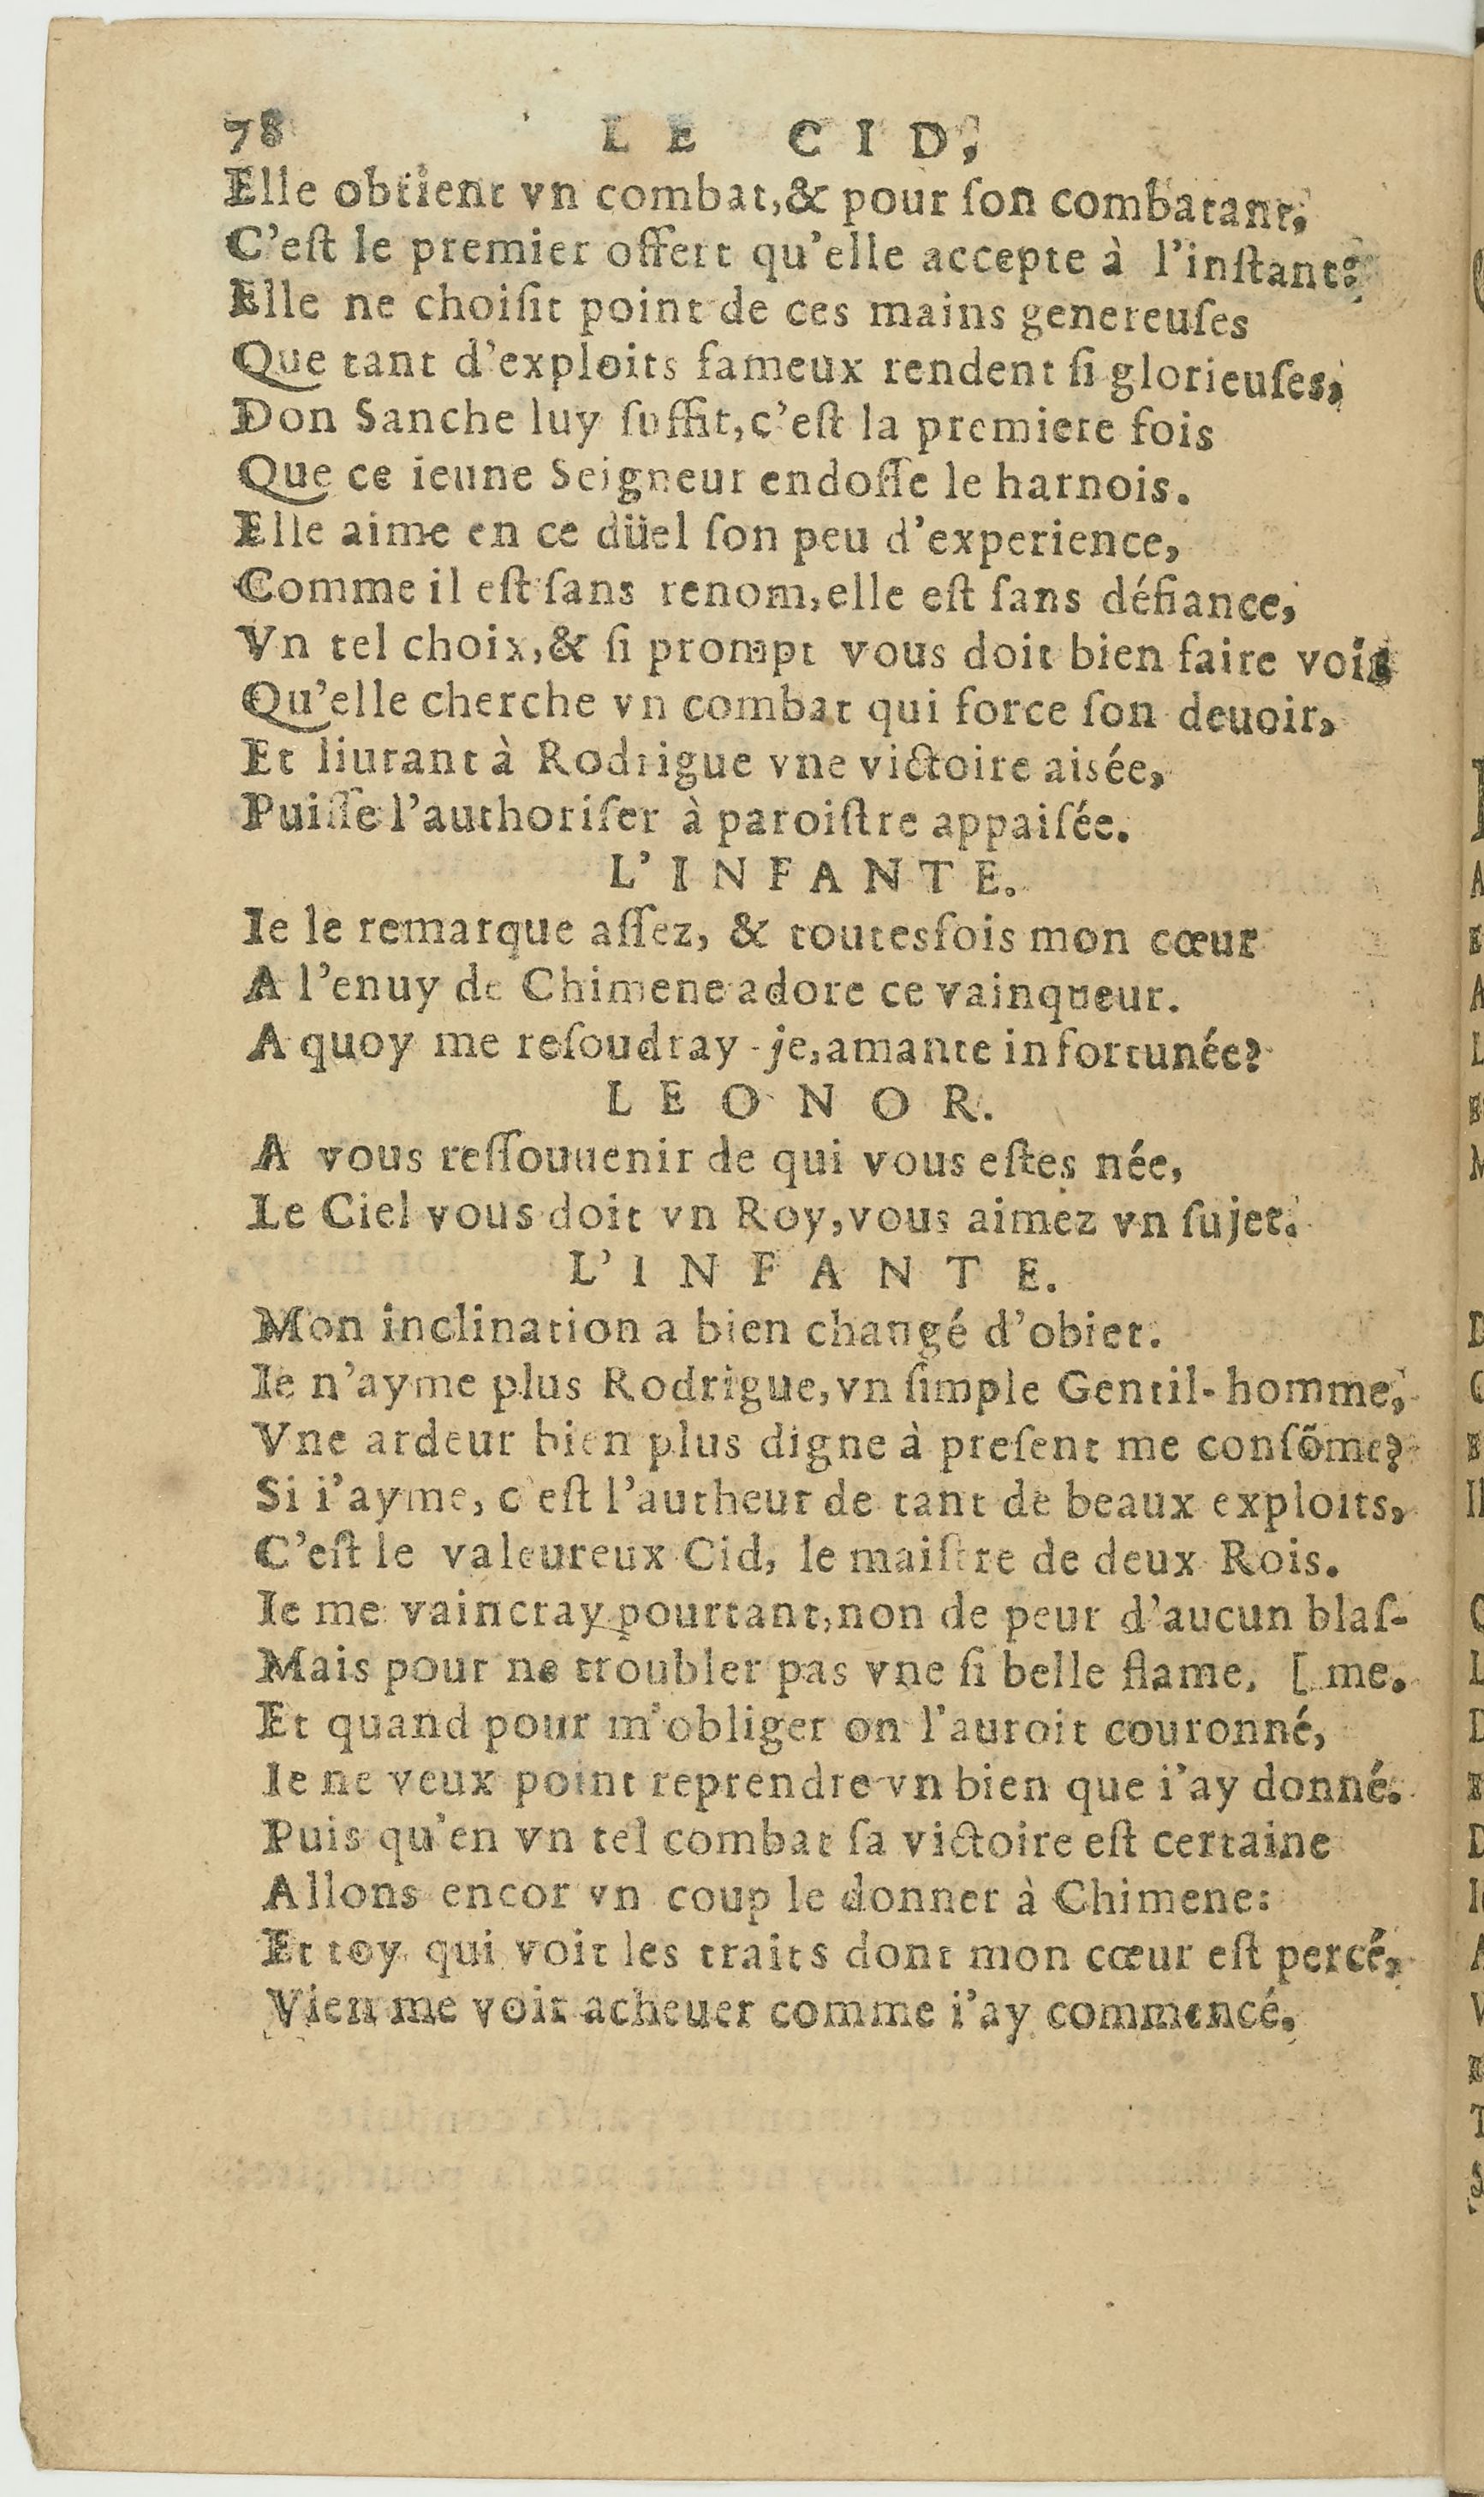 78 LE CID,
Elle obtient vn combat,& pour ſon combatant,
C'eſt le premier offert qu'elle accepte à l'inſtant:
Elle ne choiſit point de ces mains genereuſes
Que tant d'exploits fameux rendent ſi glorieuſes,
Don Sanche luy ſuffit,c'eſt la premiere fois
Que ce ieune Seigneur endoſſe le harnois.
Elle aime en ce düel ſon peu d'experience,
Comme il eſt ſans renom,elle eſt ſans défiance,
Vn tel choix,& ſi prompt vous doit bien faire voir
Qu'elle cherche vn combat qui force ſon deuoir,
Et liurant à Rodrigue vne victoire aisée,
Puiſſe l'authoriſer à paroiſtre appaiſée.
L'INFANTE.
Ie le remarque aſſez, & toutesfois mon cœur
A l'enuy de Chimene adore ce vainqueur.
A quoy me reſoudray-je,amante infortunée?
LEONOR.
A vous reſſouuenir de qui vous eſtes née,
Le Ciel vous doit vn Roy,vous aimez vn ſujet.
L'INFANTE.
Mon inclination a bien changé d'obiet.
Ie n'ayme plus Rodrigue,vn ſimple Gentil-homme,
Vne ardeur bien plus digne à preſent me conſõme?
Si i'ayme, c'eſt l'autheur de tant de beaux exploits,
C'eſt le valeureux Cid, le maiſtre de deux Rois.
Ie me vaincray pourtant,non de peur d'aucun blaſ-
Mais pour ne troubler pas vne ſi belle flame. [me.
Et quand pour m'obliger on l'auroit couronné,
Ie ne veux point reprendre vn bien que i'ay donné.
Puis qu'en vn tel combat ſa victoire eſt certaine
Allons encor vn coup le donner à Chimene:
Et toy qui voit les traits dont mon cœur eſt percé,
Vien me voir acheuer comme i'ay commencé.